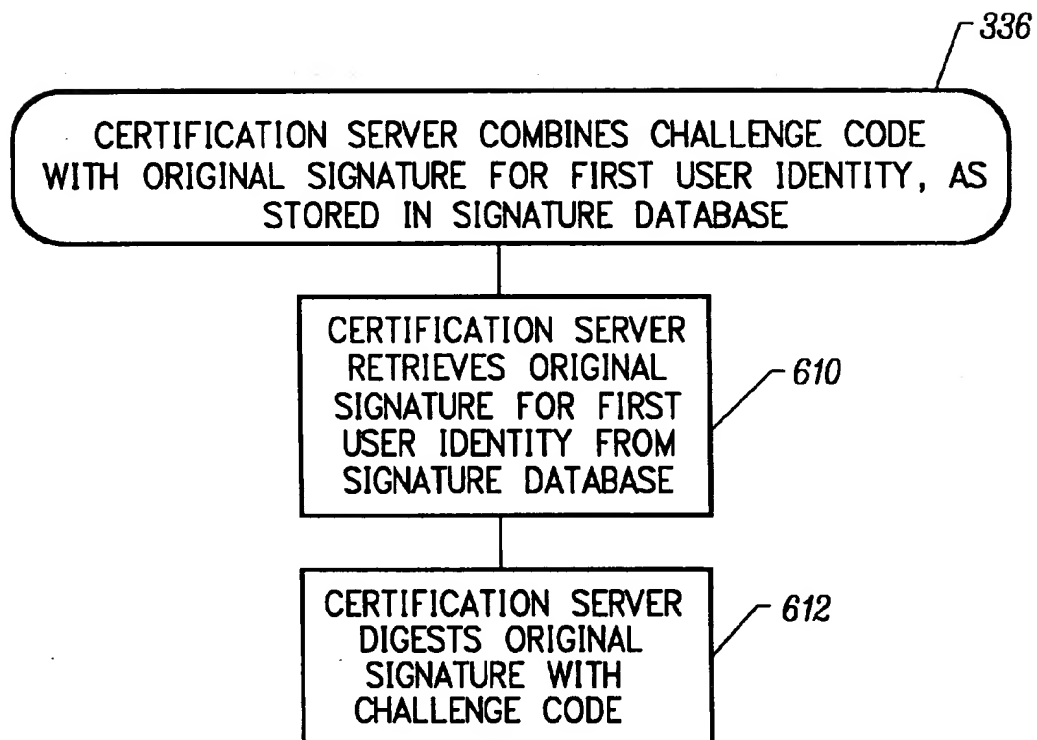 336
CERTIFICATION SERVER COMBINES CHALLENGE CODE
WITH ORIGINAL SIGNATURE FOR FIRST USER IDENTITY, AS
STORED IN SIGNATURE DATABASE
CERTIFICATION SERVER
RETRIEVES ORIGINAL
SIGNATURE FOR FIRST
USER IDENTITY FROM
SIGNATURE DATABASE
610
CERTIFICATION SERVER
DIGESTS ORIGINAL
SIGNATURE WITH
CHALLENGE CODE
612